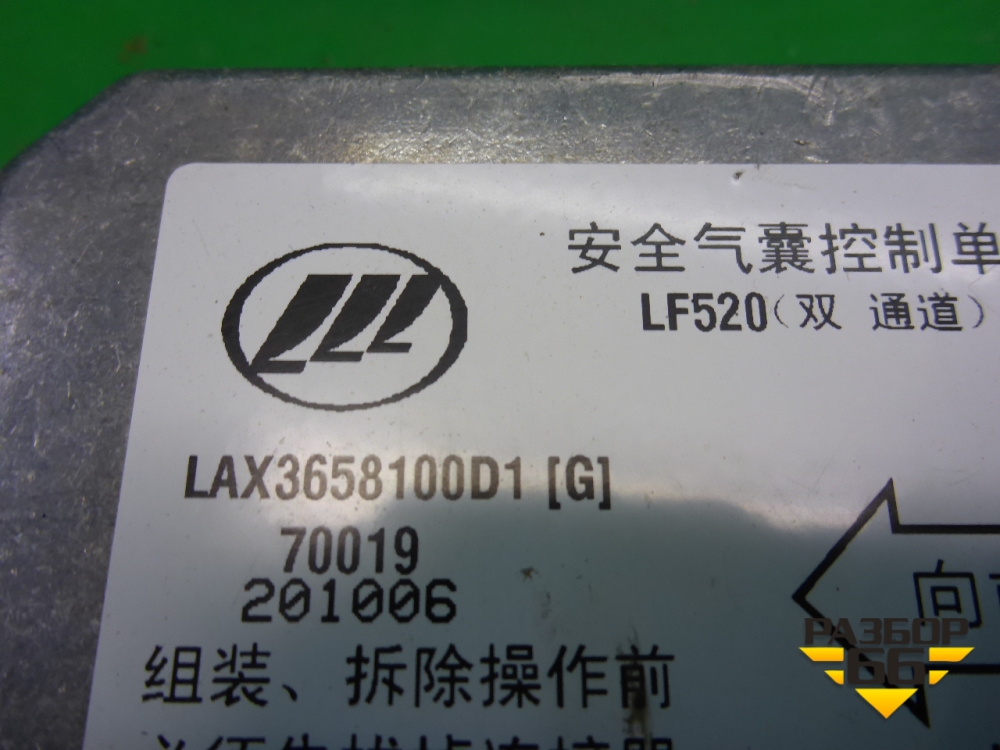 安全气囊控制单
LF520(双 通道)
LAX3658100D1 [G]
70019
201006
向
组装、拆除操作前
РАЗБОР
66